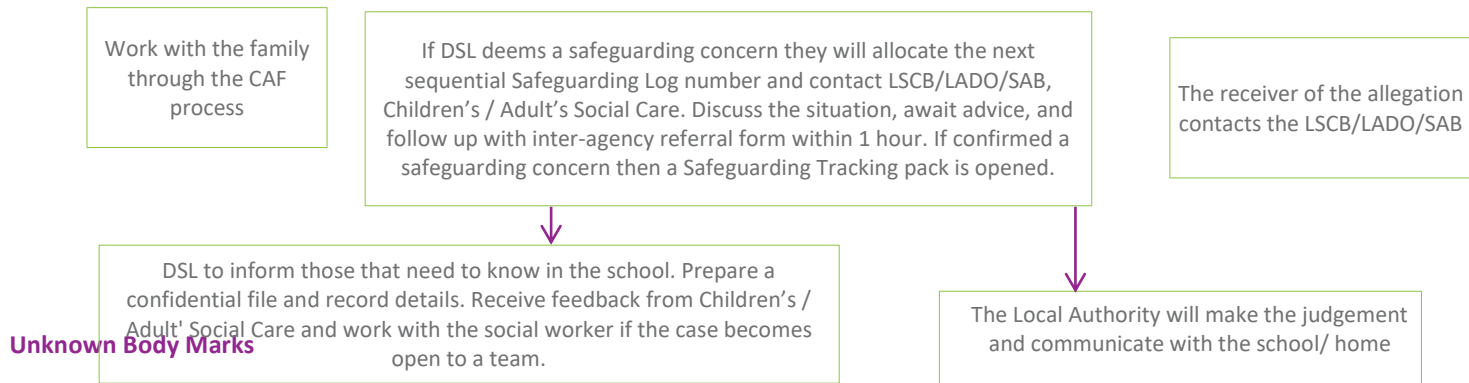 Work with the family
through the CAF
process
If DSL deems a safeguarding concern they will allocate the next
sequential Safeguarding Log number and contact LSCB/LADO/SAB,
Children’s / Adult’s Social Care. Discuss the situation, await advice, and
follow up with inter-agency referral form within 1 hour. If confirmed a
safeguarding concern then a Safeguarding Tracking pack is opened.
The receiver of the allegation
contacts the LSCB/LADO/SAB
DSL to inform those that need to know in the school. Prepare a
confidential file and record details. Receive feedback from Children’s /
Adult' Social Care and work with the social worker if the case becomes
open to a team.
The Local Authority will make the judgement
and communicate with the school/ home
Unknown Body Marks